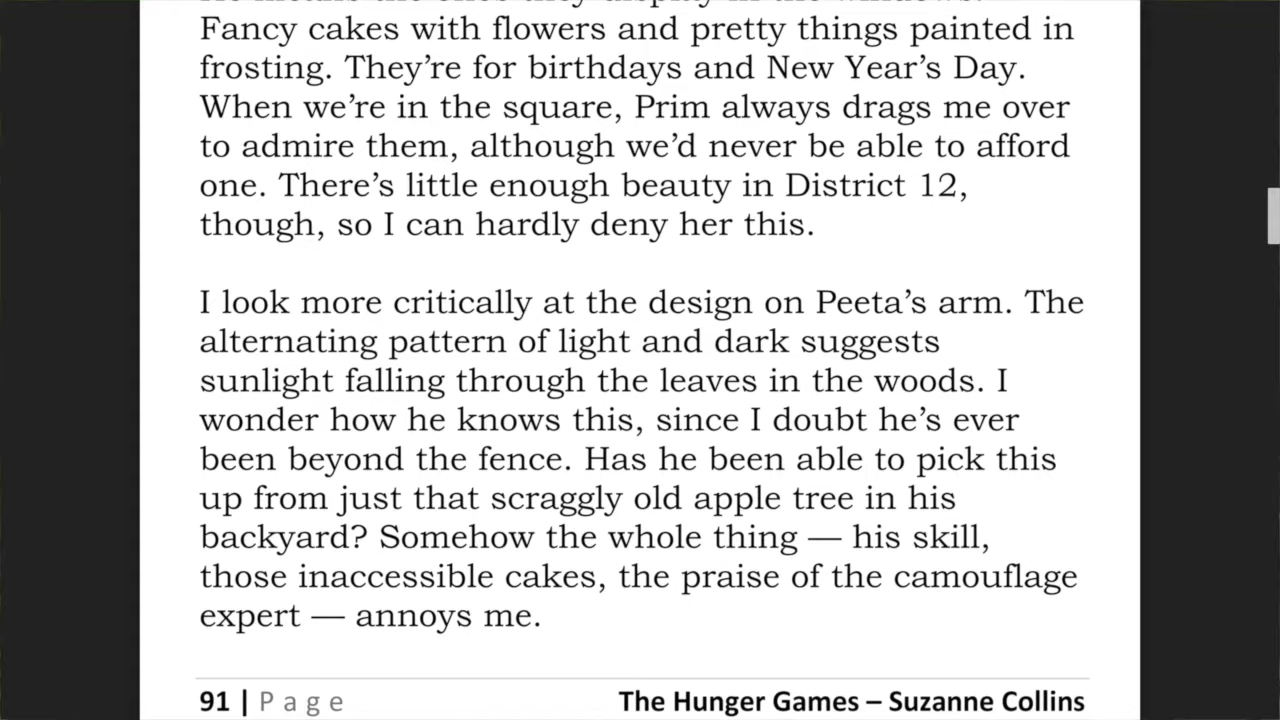 Fancy cakes with flowers and pretty things painted in
frosting. They’re for birthdays and New Year’s Day.
When we’re in the square, Prim always drags me over
to admire them, although we’d never be able to afford
one. There’s little enough beauty in District 12,
though, so I can hardly deny her this.
I look more critically at the design on Peeta’s arm. The
alternating pattern of light and dark suggests
sunlight falling through the leaves in the woods. I
wonder how he knows this, since I doubt he’s ever
been beyond the fence. Has he been able to pick this
up from just that scraggly old apple tree in his
backyard? Somehow the whole thing — his skill,
those inaccessible cakes, the praise of the camouflage
expert — annoys me.
91 | Page The Hunger Games – Suzanne Collins